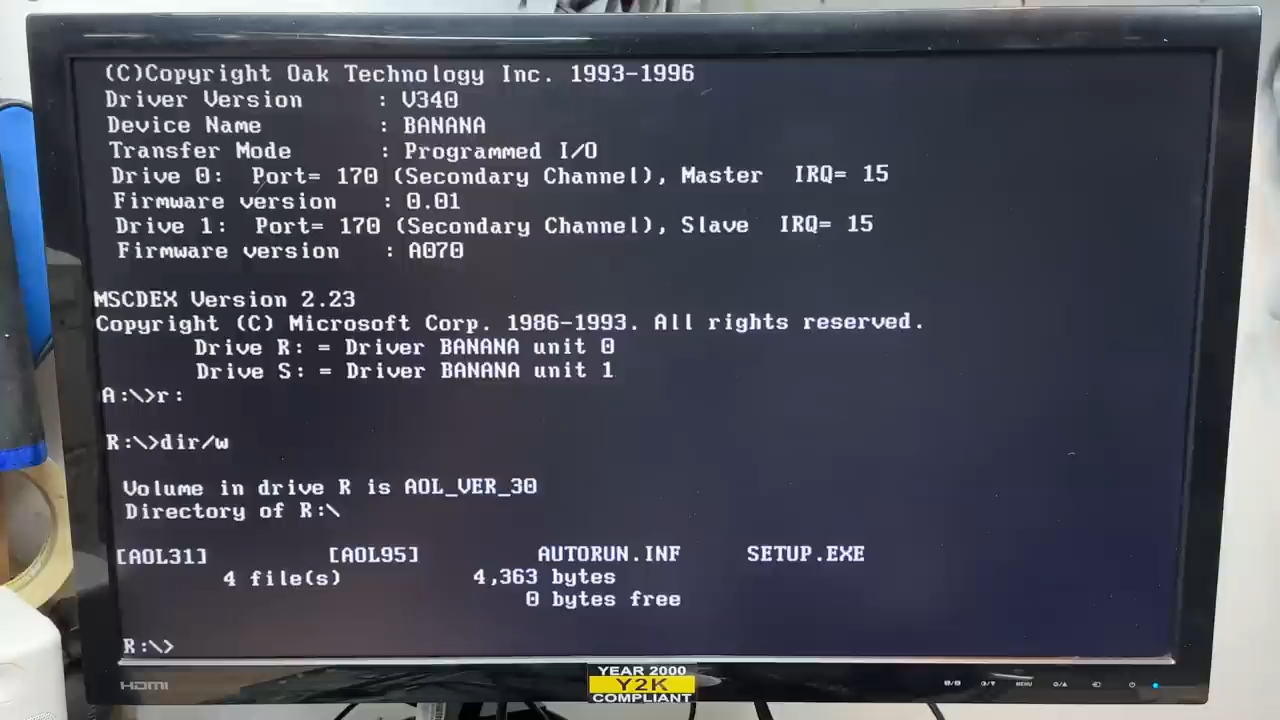 (C)Copyright Oak Technology Inc. 1993-1996
Driver Version : V340
Device Name : BANANA
Transfer Mode : Programmed I/O
Drive 0: Port= 170 (Secondary Channel), Master IRQ= 15
Firmware version : 0.01
Drive 1: Port= 170 (Secondary Channel), Slave IRQ= 15
Firmware version : A070
MSCDEX Version 2.23
Copyright (C) Microsoft Corp. 1986-1993. All rights reserved.
Drive R: = Driver BANANA unit 0
Drive S: = Driver BANANA unit 1
A:\>r:
R:\>dir/w
Volume in drive R is AOL_VER_30
Directory of R:\
[AOL31] [AOL95] AUTORUN.INF SETUP.EXE
4 file(s) 4,363 bytes
0 bytes free
R:\>
HDMI
YEAR 2000
Y2K
COMPLIANT
MENU